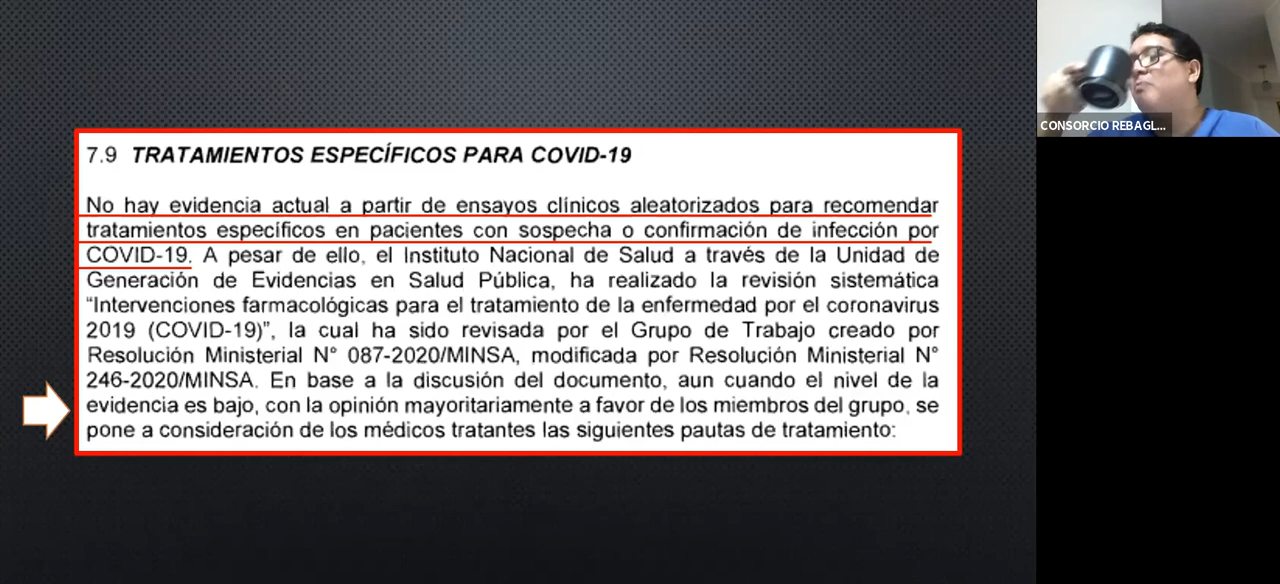 7.9 TRATAMIENTOS ESPECÍFICOS PARA COVID-19
No hay evidencia actual a partir de ensayos clínicos aleatorizados para recomendar
tratamientos específicos en pacientes con sospecha o confirmación de infección por
COVID-19. A pesar de ello, el Instituto Nacional de Salud a través de la Unidad de
Generación de Evidencias en Salud Pública, ha realizado la revisión sistemática
“Intervenciones farmacológicas para el tratamiento de la enfermedad por el coronavirus
2019 (COVID-19)”, la cual ha sido revisada por el Grupo de Trabajo creado por
Resolución Ministerial N° 087-2020/MINSA, modificada por Resolución Ministerial N°
246-2020/MINSA. En base a la discusión del documento, aun cuando el nivel de la
evidencia es bajo, con la opinión mayoritariamente a favor de los miembros del grupo, se
pone a consideración de los médicos tratantes las siguientes pautas de tratamiento:
CONSORCIO REBAGL...